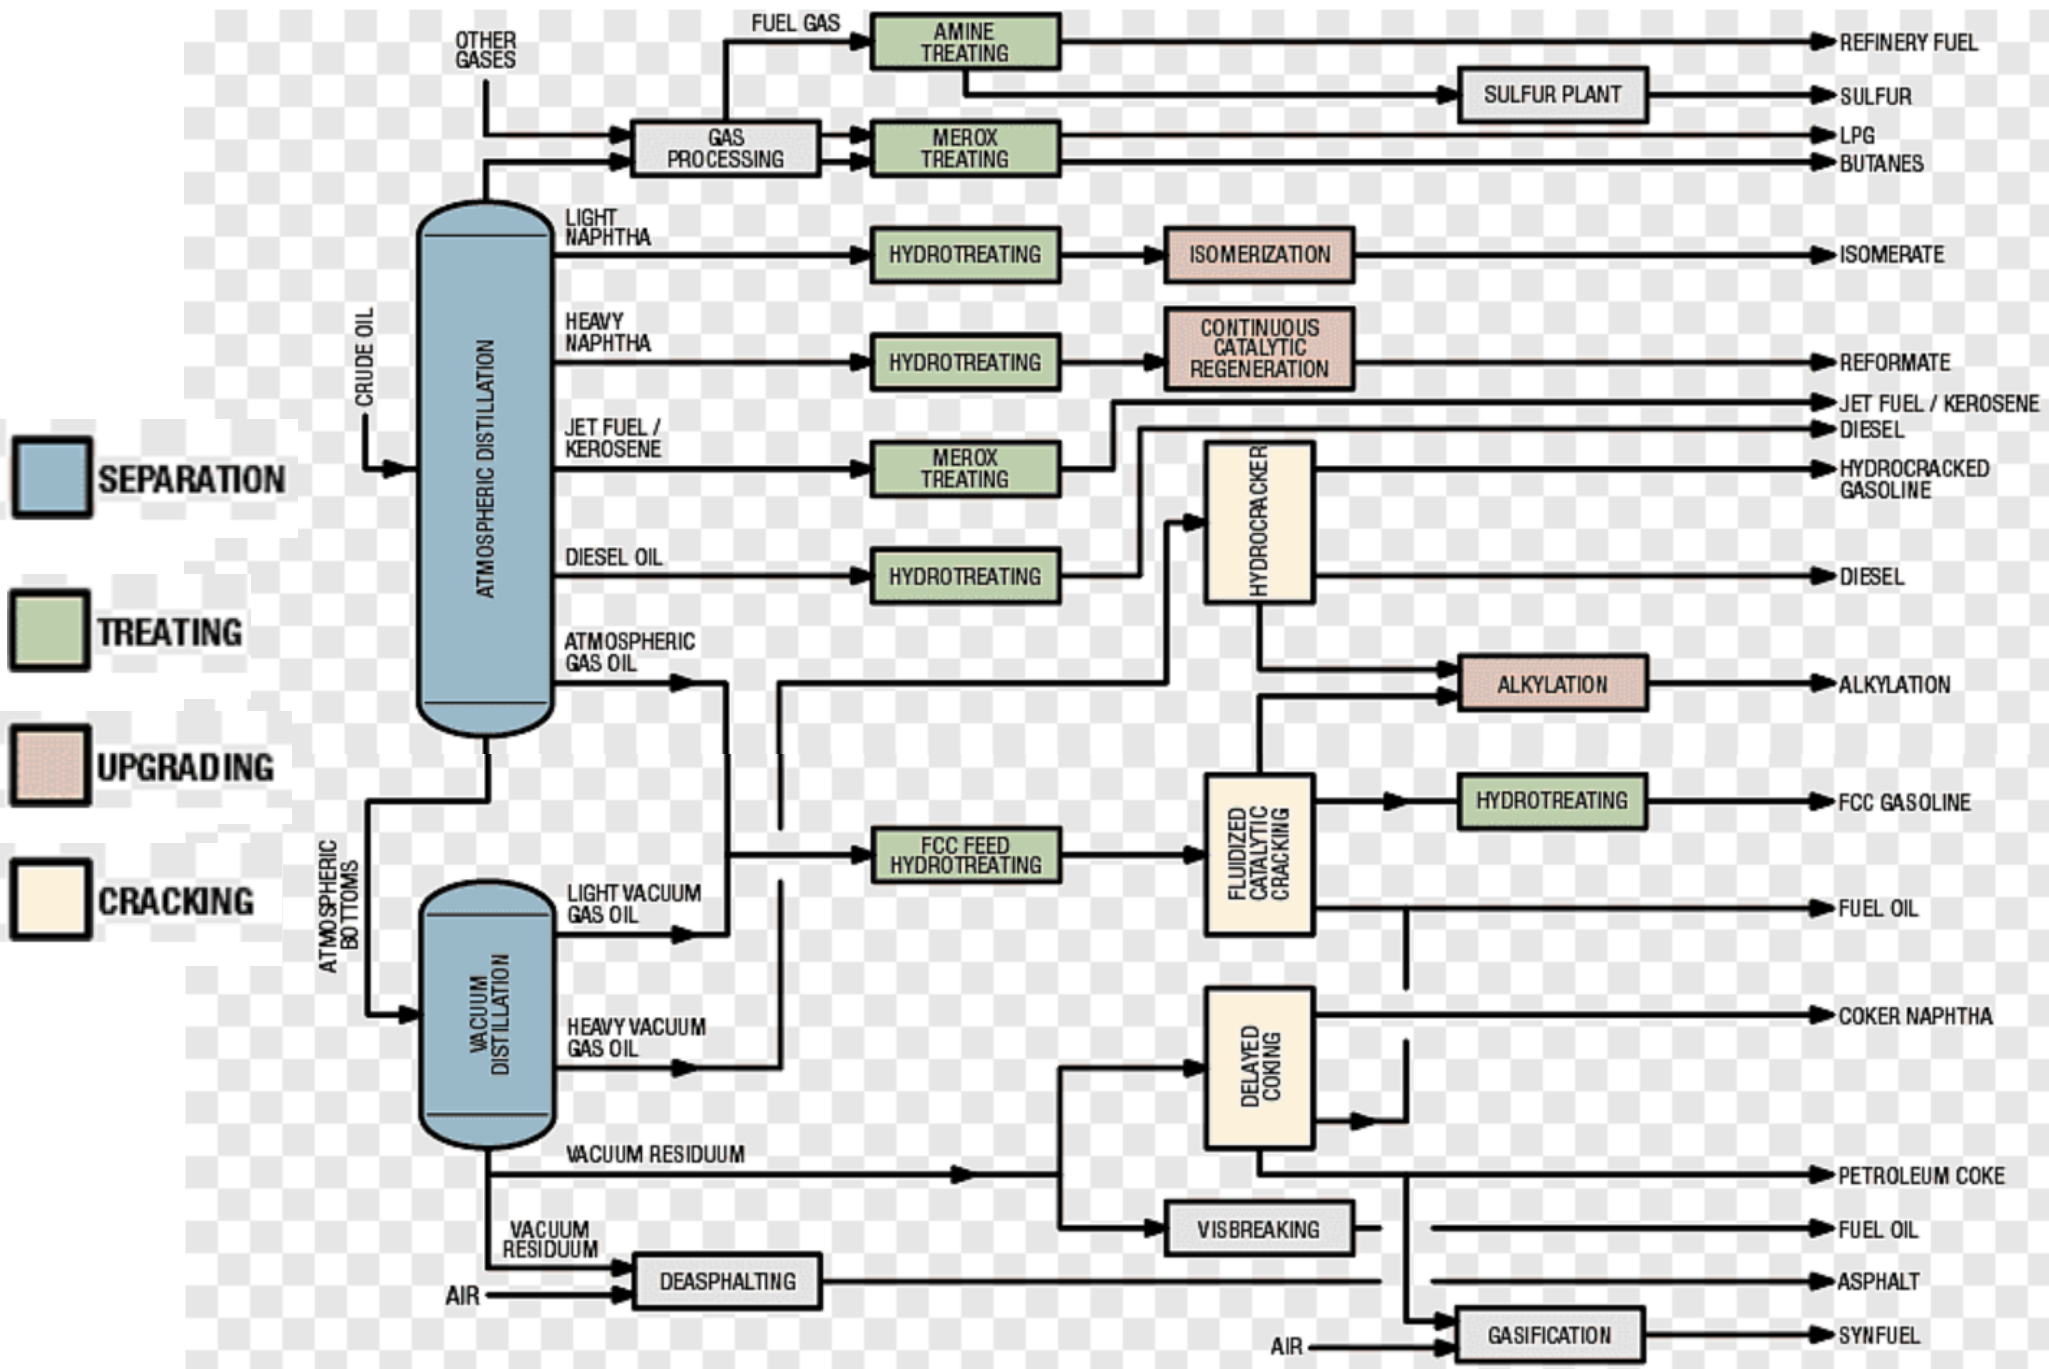 FUEL GAS
AMINE
TREATING
REFINERY FUEL
OTHER
GASES
SULFUR PLANT
SULFUR
GAS
PROCESSING
MEROX
TREATING
LPG
BUTANES
LIGHT
NAPHTHA
HYDROTREATING
ISOMERIZATION
ISOMERATE
CRUDE OIL
ATMOSPHERIC DISTILLATION
HEAVY
NAPHTHA
HYDROTREATING
CONTINUOUS
CATALYTIC
REGENERATION
REFORMATE
JET FUEL / KEROSENE
DIESEL
JET FUEL /
KEROSENE
MEROX
TREATING
HYDROCRACKER
HYDROCRACKED
GASOLINE
SEPARATION
DIESEL OIL
HYDROTREATING
DIESEL
TREATING
ATMOSPHERIC
GAS OIL
ALKYLATION
ALKYLATION
UPGRADING
FLUIDIZED
CATALYTIC
CRACKING
HYDROTREATING
FCC GASOLINE
FCC FEED
HYDROTREATING
CRACKING
ATMOSPHERIC
BOTTOMS
LIGHT VACUUM
GAS OIL
FUEL OIL
VACUUM
DISTILLATION
HEAVY VACUUM
GAS OIL
DELAYED
COKING
COKER NAPHTHA
VACUUM RESIDUUM
PETROLEUM COKE
VACUUM
RESIDUUM
VISBREAKING
FUEL OIL
AIR
DEASPHALTING
ASPHALT
AIR
GASIFICATION
SYNFUEL